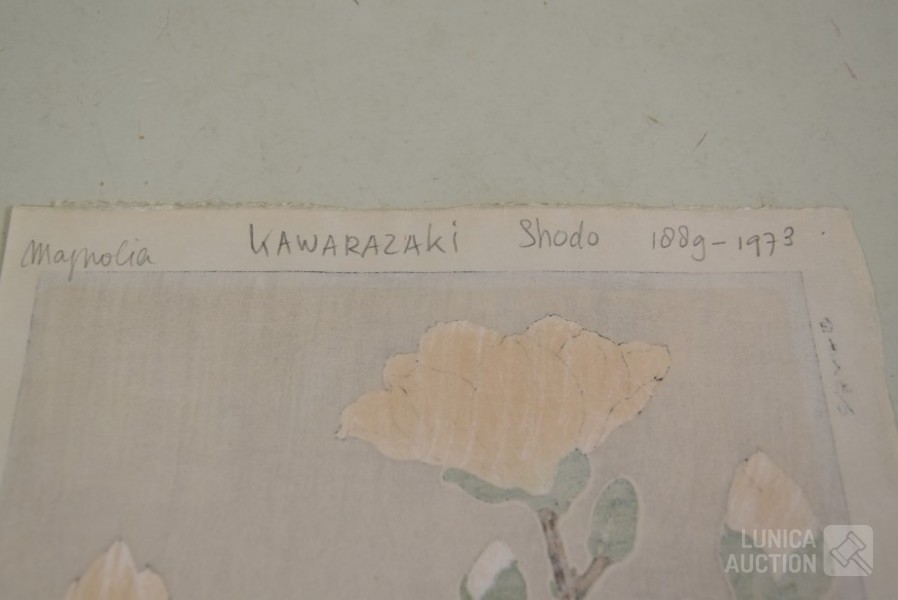 Magnolia KAWARAZAKi Shodo 1889-1973
LUNICA
AUCTION